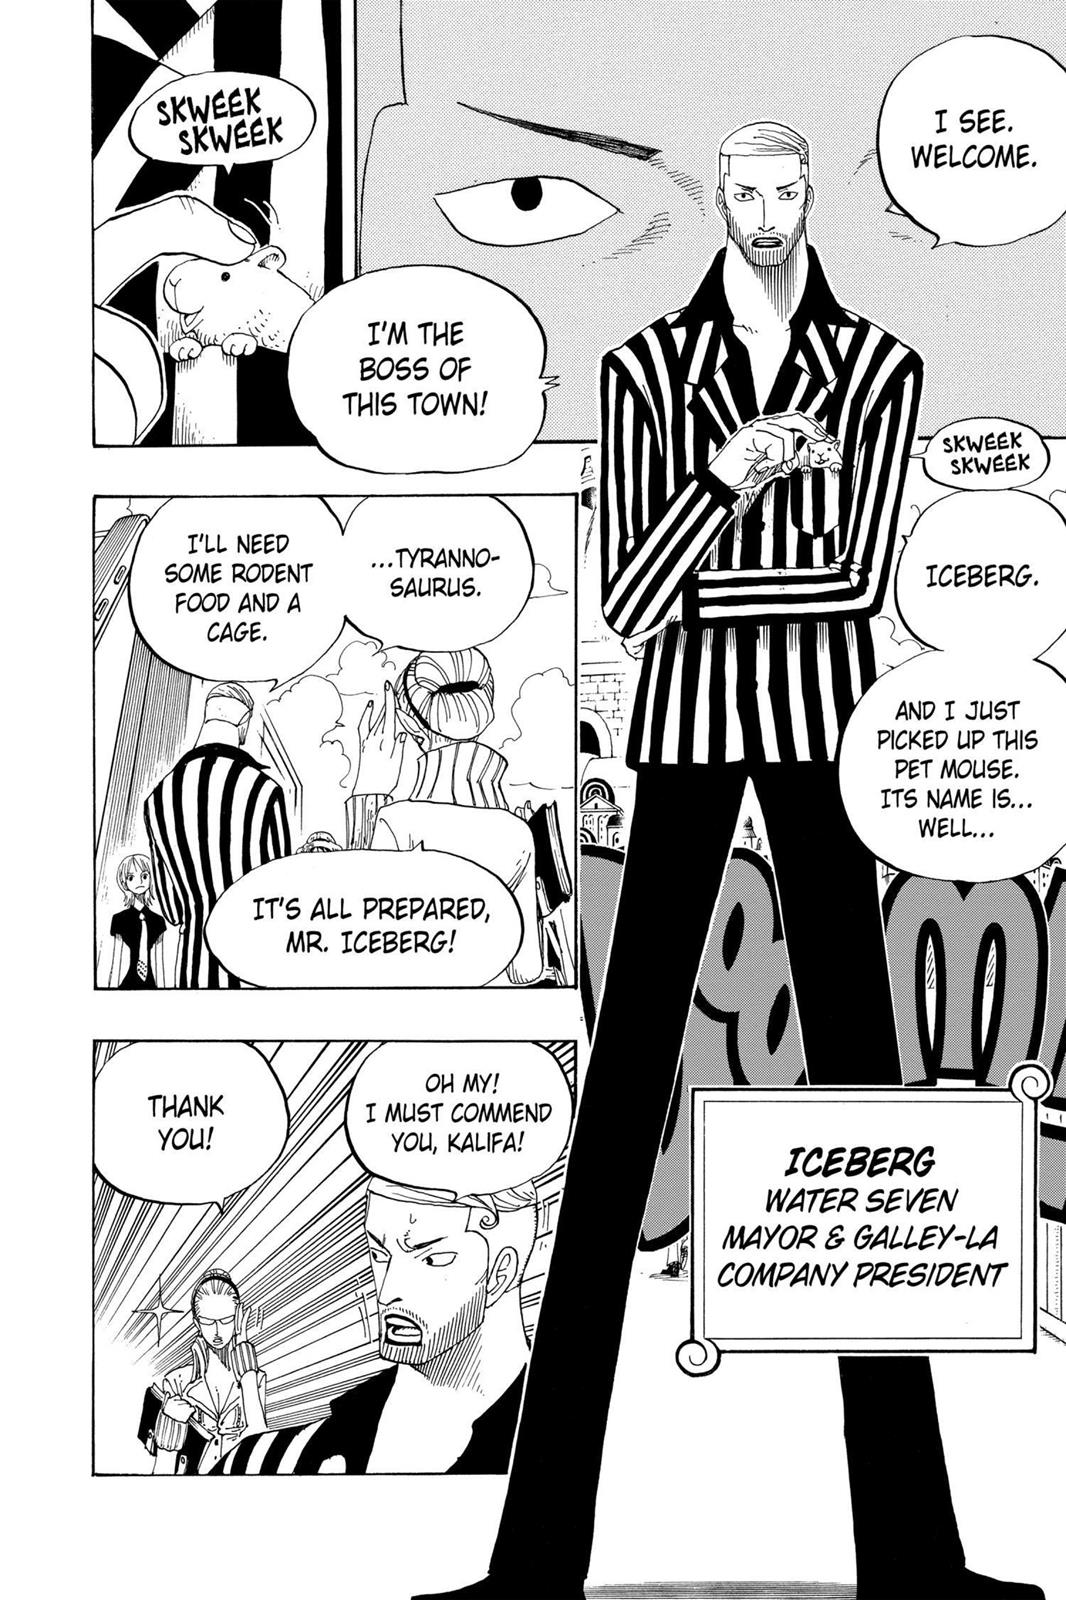 I SEE.
WELCOME.
SKWEEK
SKWEEK
I'M THE
BOSS OF
THIS TOWN!
SKWEEK
SKWEEK
ICEBERG.
AND I JUST
PICKED UP THIS
PET MOUSE.
ITS NAME IS...
WELL...
...TYRANNO-
SAURUS.
I'LL NEED
SOME RODENT
FOOD AND A
CAGE.
IT'S ALL PREPARED,
MR. ICEBERG!
OH MY!
I MUST COMMEND
YOU, KALIFA!
THANK
YOU!
ICEBERG
WATER SEVEN
MAYOR & GALLEY-LA
COMPANY PRESIDENT